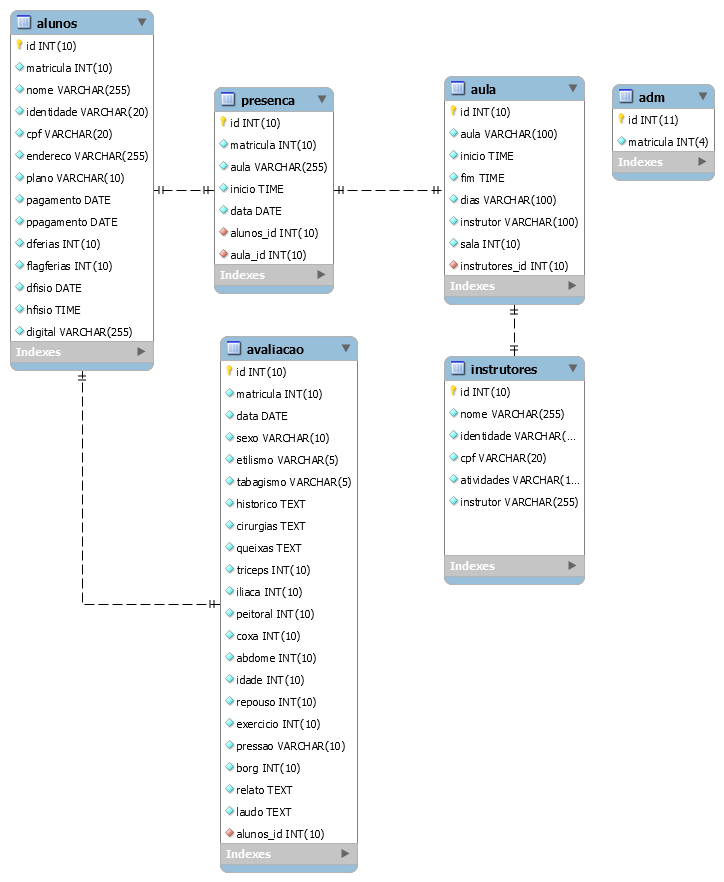 alunos
id INT(10)
matricula INT(10)
nome VARCHAR(255)
identidade VARCHAR(20)
cpf VARCHAR(20)
endereco VARCHAR(255)
plano VARCHAR(10)
pagamento DATE
ppagamento DATE
dferias INT(10)
flagferias INT(10)
dfisio DATE
hfisio TIME
digital VARCHAR(255)
Indexes
presenca
id INT(10)
matricula INT(10)
aula VARCHAR(255)
inicio TIME
data DATE
alunos_id INT(10)
aula_id INT(10)
Indexes
aula
id INT(10)
aula VARCHAR(100)
inicio TIME
fim TIME
dias VARCHAR(100)
instrutor VARCHAR(100)
sala INT(10)
instrutores_id INT(10)
Indexes
adm
id INT(11)
matricula INT(4)
Indexes
avaliacao
id INT(10)
matricula INT(10)
data DATE
sexo VARCHAR(10)
etilismo VARCHAR(5)
tabagismo VARCHAR(5)
historico TEXT
cirurgias TEXT
queixas TEXT
triceps INT(10)
iliaca INT(10)
peitoral INT(10)
coxa INT(10)
abdome INT(10)
idade INT(10)
repouso INT(10)
exercicio INT(10)
pressao VARCHAR(10)
borg INT(10)
relato TEXT
laudo TEXT
alunos_id INT(10)
Indexes
instrutores
id INT(10)
nome VARCHAR(255)
identidade VARCHAR(...
cpf VARCHAR(20)
atividades VARCHAR(1...
instrutor VARCHAR(255)
Indexes